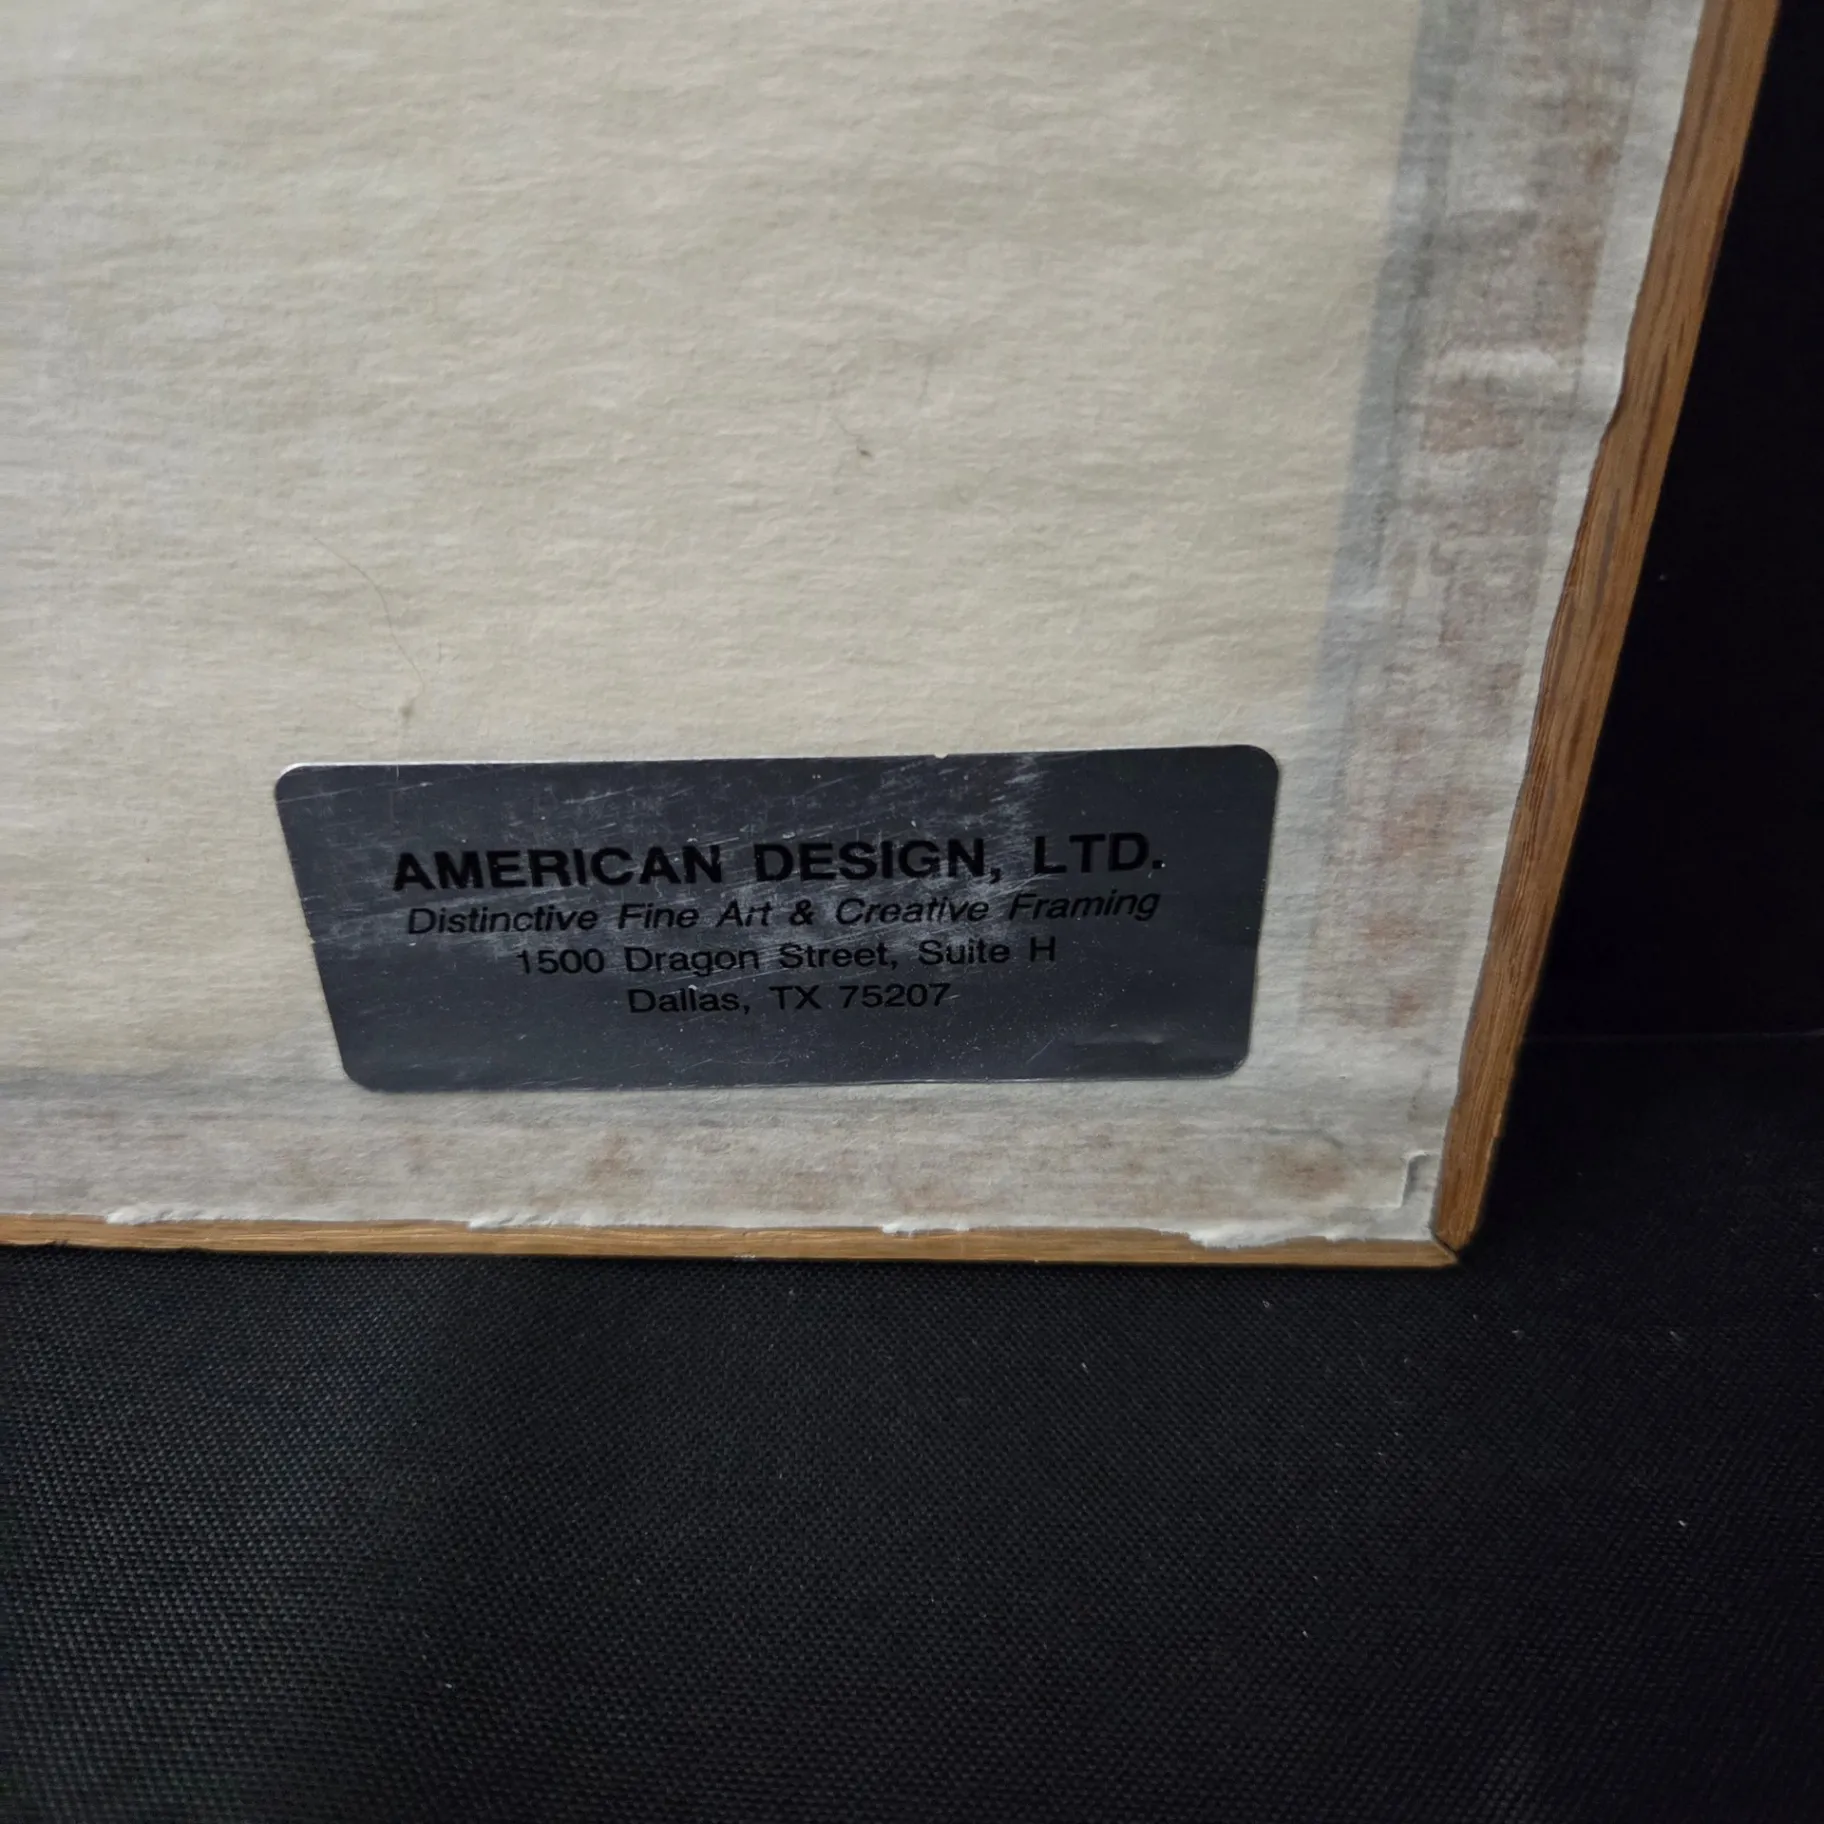 AMERICAN DESIGN, LTD.
Distinctive Fine Art & Creative Framing
1500 Dragon Street, Suite H
Dallas, TX 75207